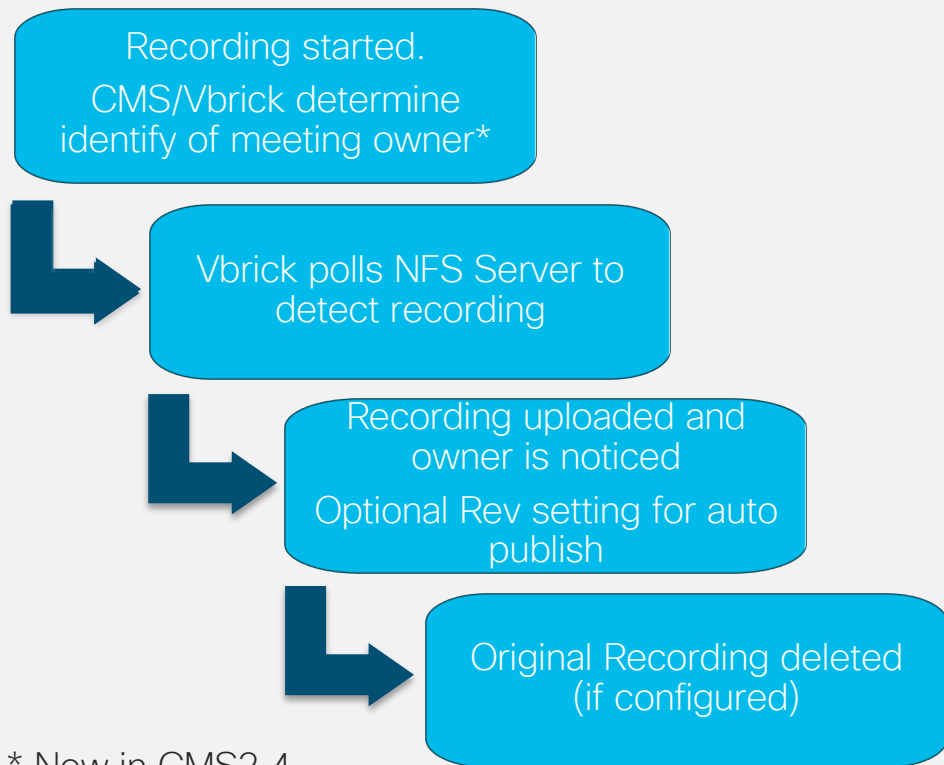 Recording started.
CMS/Vbrick determine
identify of meeting owner*
Vbrick polls NFS Server to
detect recording
Recording uploaded and
owner is noticed
Optional Rev setting for auto
publish
Original Recording deleted
(if configured)
* New in CMS2.4